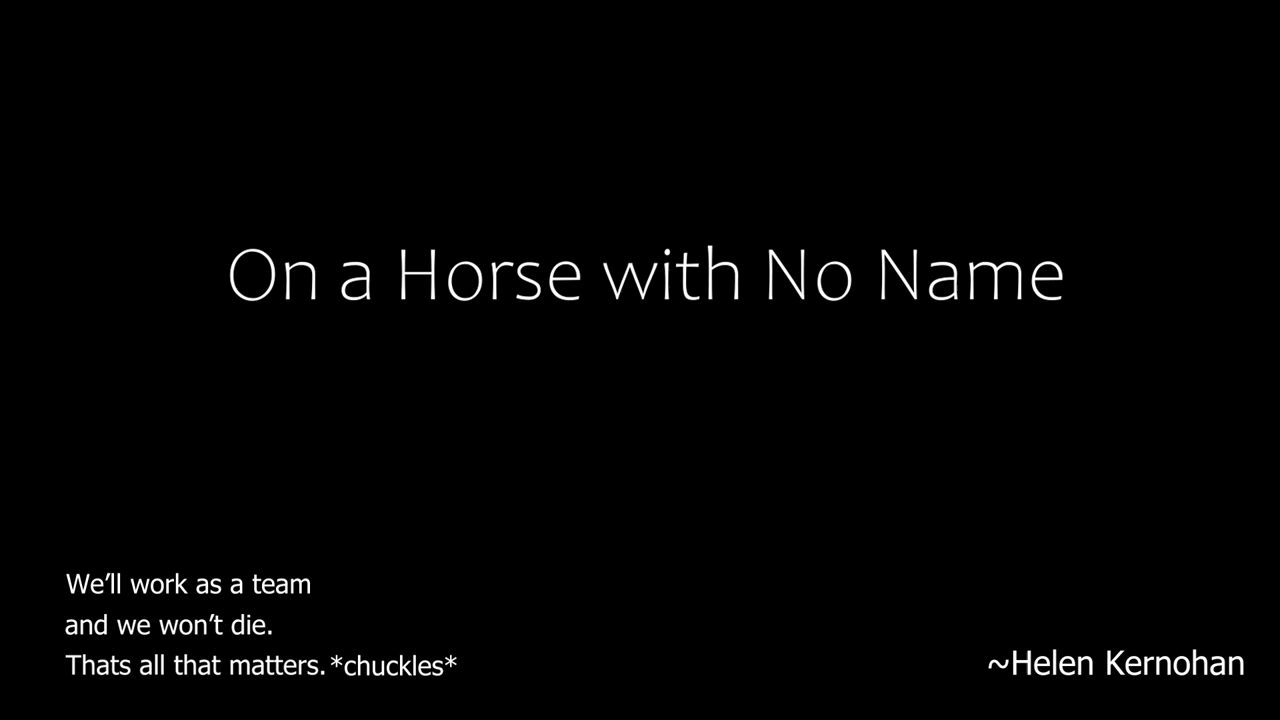 On a Horse with No Name
We’ll work as a team
and we won’t die.
Thats all that matters. *chuckles*
~Helen Kernohan